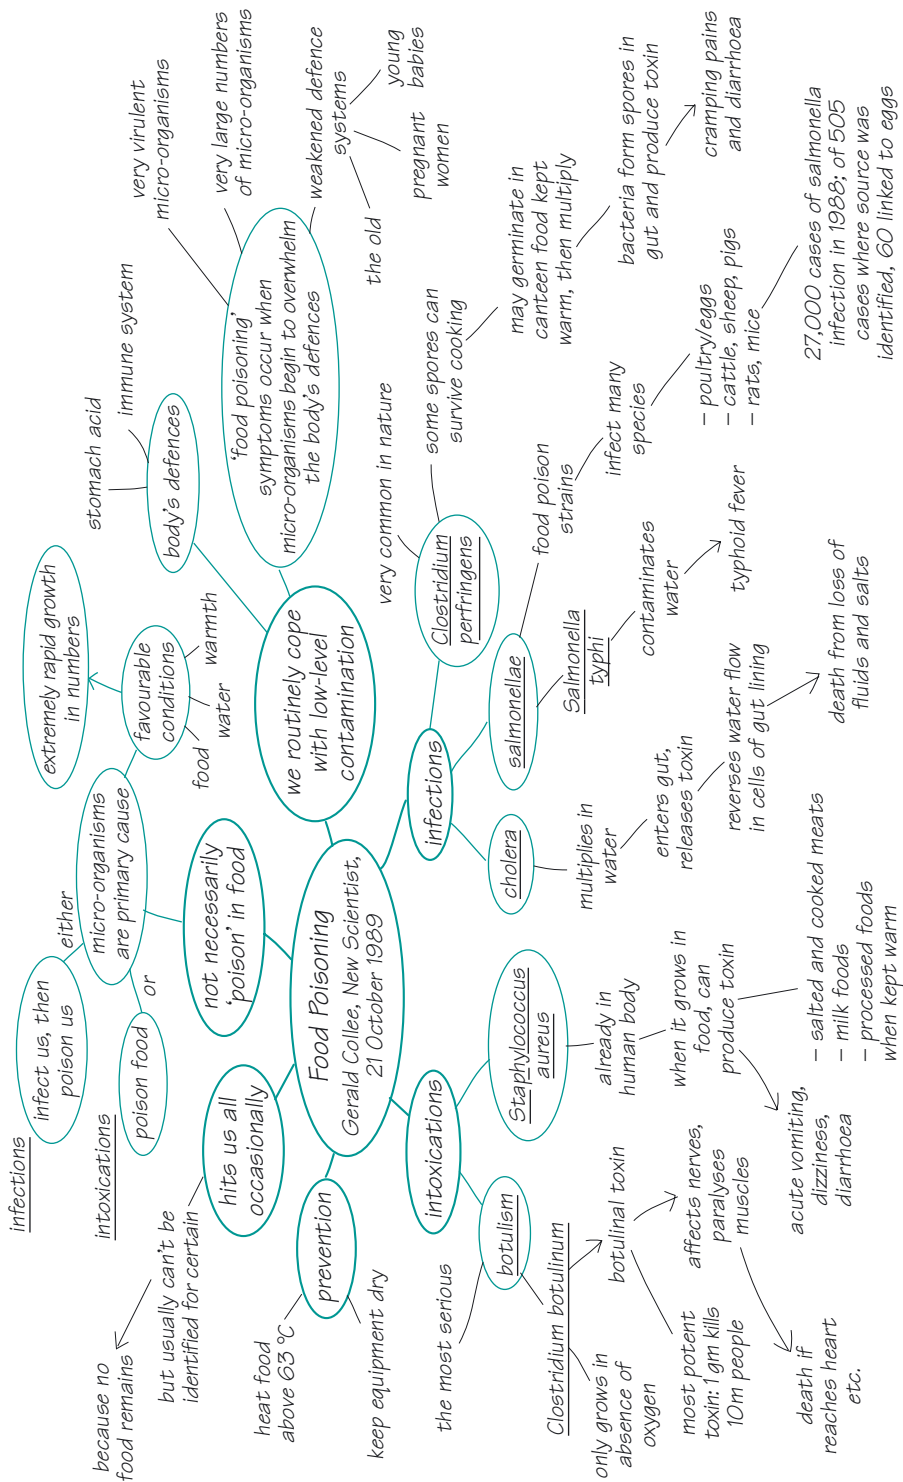 infections
infect us, then
poison us
either
or
intoxications
poison food
micro-organisms
are primary cause
extremely rapid growth
in numbers
favourable
conditions
food
water
warmth
stomach acid
immune system
body's defences
very virulent
micro-organisms
very large numbers
of micro-organisms
weakened defence
systems
young
babies
pregnant
women
the old
'food poisoning'
symptoms occur when
micro-organisms begin to overwhelm
the body's defences
because no
food remains
but usually can't be
identified for certain
hits us all
occasionally
not necessarily
'poison' in food
we routinely cope
with low-level
contamination
heat food
above 63 °C
prevention
keep equipment dry
Food Poisoning
Gerald Collee, New Scientist,
21 October 1989
the most serious
intoxications
botulism
Clostridium botulinum
only grows in
absence of
oxygen
botulinal toxin
most potent
toxin: 1 gm kills
10m people
affects nerves,
paralyses
muscles
death if
reaches heart
etc.
Staphylococcus
aureus
already in
human body
when it grows in
food, can
produce toxin
acute vomiting,
dizziness,
diarrhoea
– salted and cooked meats
– milk foods
– processed foods
when kept warm
infections
cholera
multiplies in
water
enters gut,
releases toxin
reverses water flow
in cells of gut lining
death from loss of
fluids and salts
salmonellae
Salmonella
typhi
contaminates
water
typhoid fever
food poison
strains
infect many
species
– poultry/eggs
– cattle, sheep, pigs
– rats, mice
27,000 cases of salmonella
infection in 1988; of 505
cases where source was
identified, 60 linked to eggs
Clostridium
perfringens
very common in nature
some spores can
survive cooking
may germinate in
canteen food kept
warm, then multiply
bacteria form spores in
gut and produce toxin
cramping pains
and diarrhoea